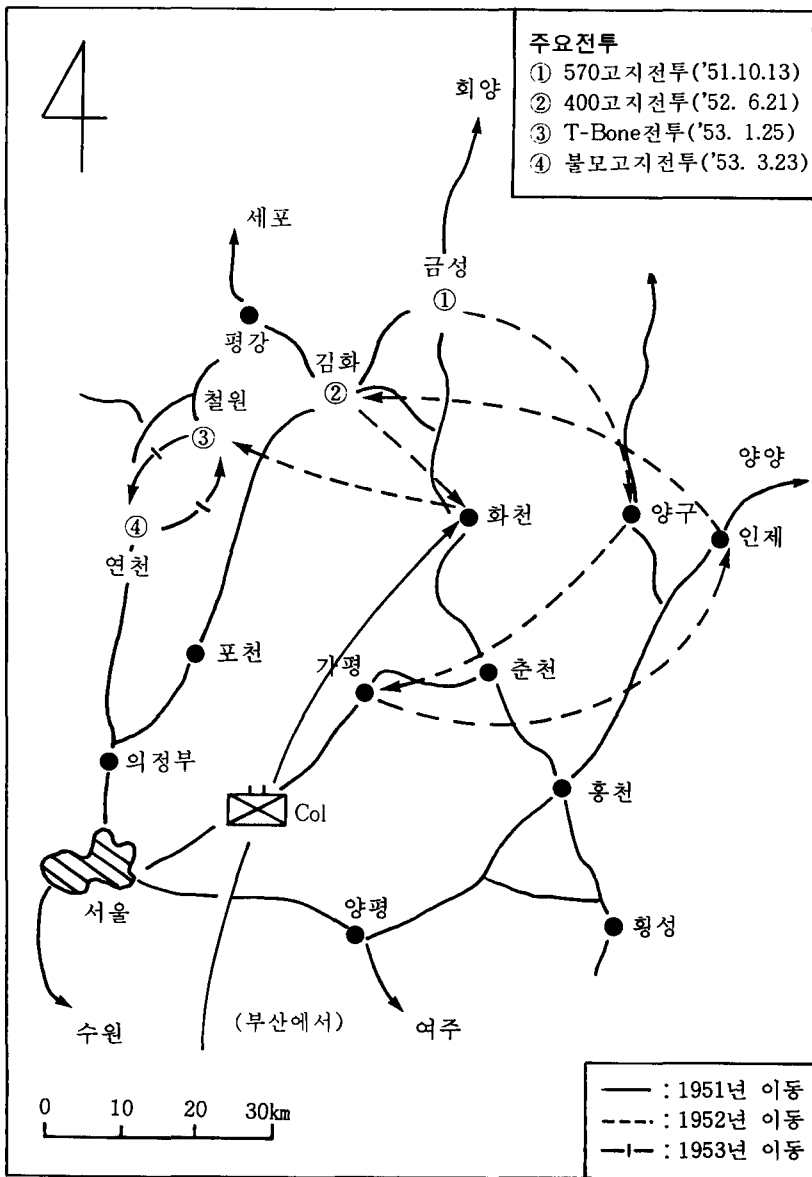 주요전투
① 570고지전투('51.10.13)
② 400고지전투('52. 6.21)
③ T-Bone전투('53. 1.25)
④ 불모고지전투('53. 3.23)
회양
세포
금성
①
평강
김화
②
철원
③
양양
화천
양구
인제
④
연천
포천
가평
춘천
의정부
홍천
Col
서울
양평
횡성
수원
(부산에서)
여주
0 10 20 30km
: 1951년 이동
: 1952년 이동
: 1953년 이동